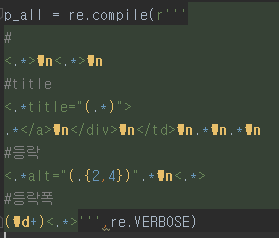 p_all = re.compile(r'''
#
<.*>\n<.*>\n
#title
<.*title="(.*)">
.*</a>\n</div>\n</td>\n.*\n.*\n
#등락
<.*alt="(.{2,4})".*\n<.*>
#등락폭
(\d+)<.*>''', re.VERBOSE)